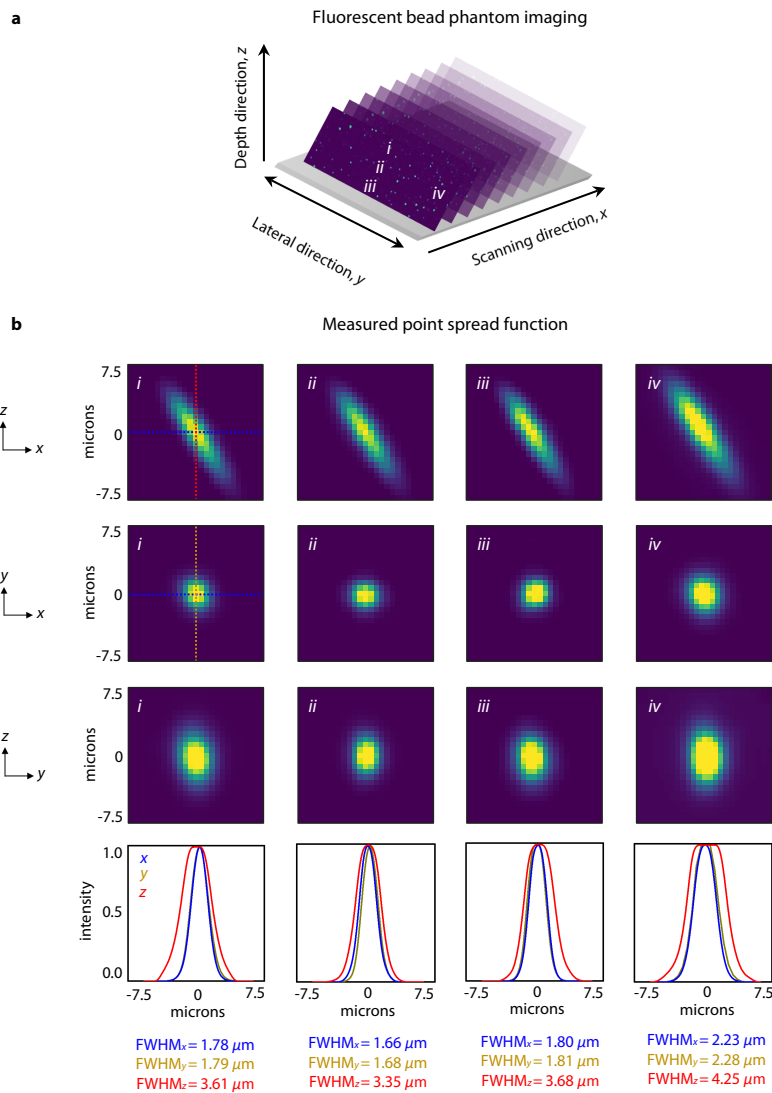 a
Fluorescent bead phantom imaging
Depth direction, z
i
ii
iii
iv
Lateral direction, y
Scanning direction, x
b
Measured point spread function
z
x
microns
7.5
0
-7.5
i
ii
iii
iv
y
x
microns
7.5
0
-7.5
i
ii
iii
iv
z
y
microns
7.5
0
-7.5
i
ii
iii
iv
intensity
1.0
0.5
0.0
x
y
z
-7.5 0 7.5
microns
-7.5 0 7.5
microns
-7.5 0 7.5
microns
-7.5 0 7.5
microns
FWHMx = 1.78 μm
FWHMy = 1.79 μm
FWHMz = 3.61 μm
FWHMx = 1.66 μm
FWHMy = 1.68 μm
FWHMz = 3.35 μm
FWHMx = 1.80 μm
FWHMy = 1.81 μm
FWHMz = 3.68 μm
FWHMx = 2.23 μm
FWHMy = 2.28 μm
FWHMz = 4.25 μm